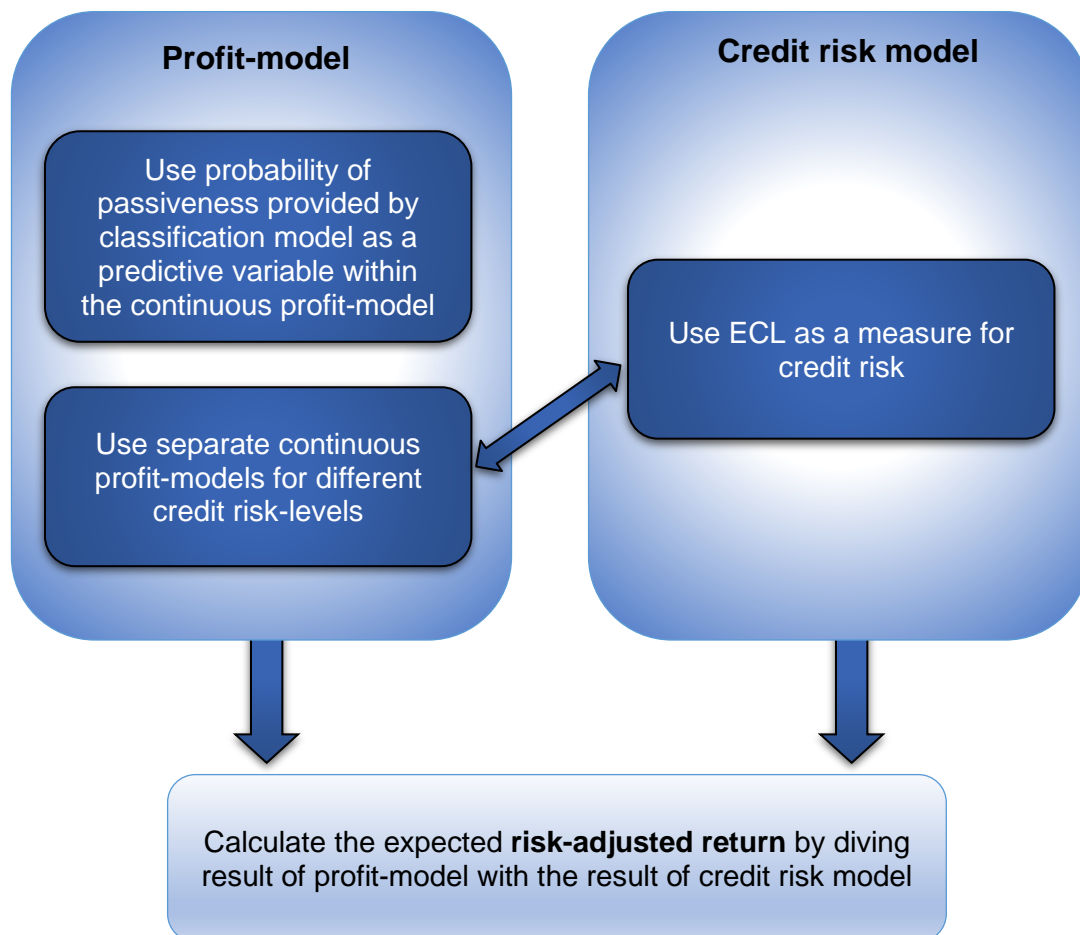 Profit-model
Use probability of
passiveness provided by
classification model as a
predictive variable within
the continuous profit-model
Use separate continuous
profit-models for different
credit risk-levels
Credit risk model
Use ECL as a measure for
credit risk
Calculate the expected risk-adjusted return by diving
result of profit-model with the result of credit risk model